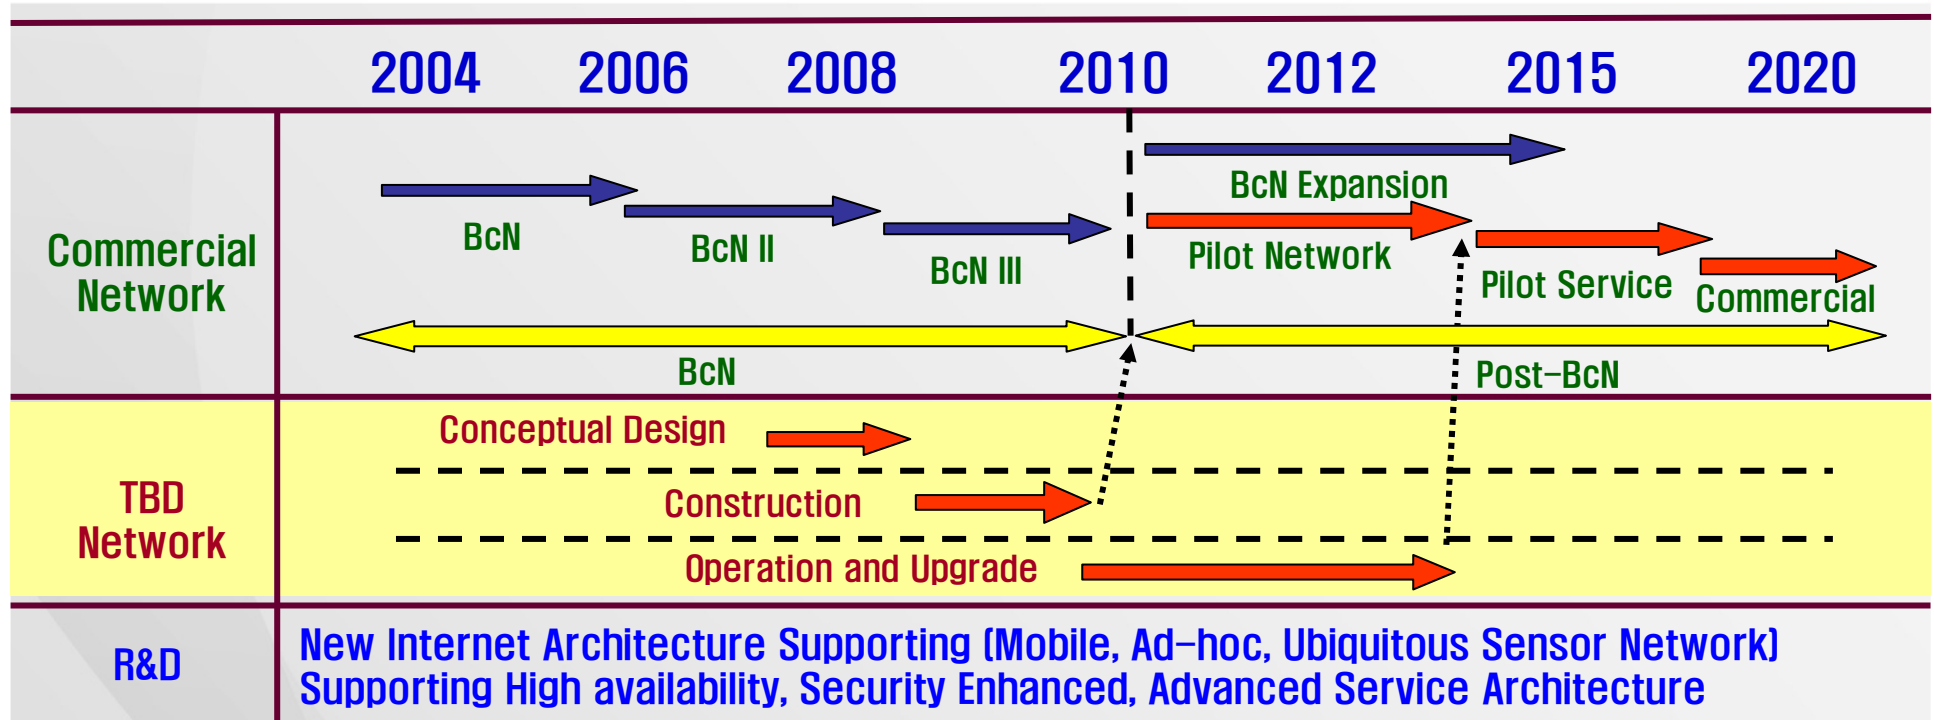 2004 2006 2008 2010 2012 2015 2020
Commercial
Network
BcN
BcN II
BcN III
BcN Expansion
Pilot Network
Pilot Service
Commercial
BcN
Post-BcN
TBD
Network
Conceptual Design
Construction
Operation and Upgrade
R&D
New Internet Architecture Supporting (Mobile, Ad-hoc, Ubiquitous Sensor Network)
Supporting High availability, Security Enhanced, Advanced Service Architecture